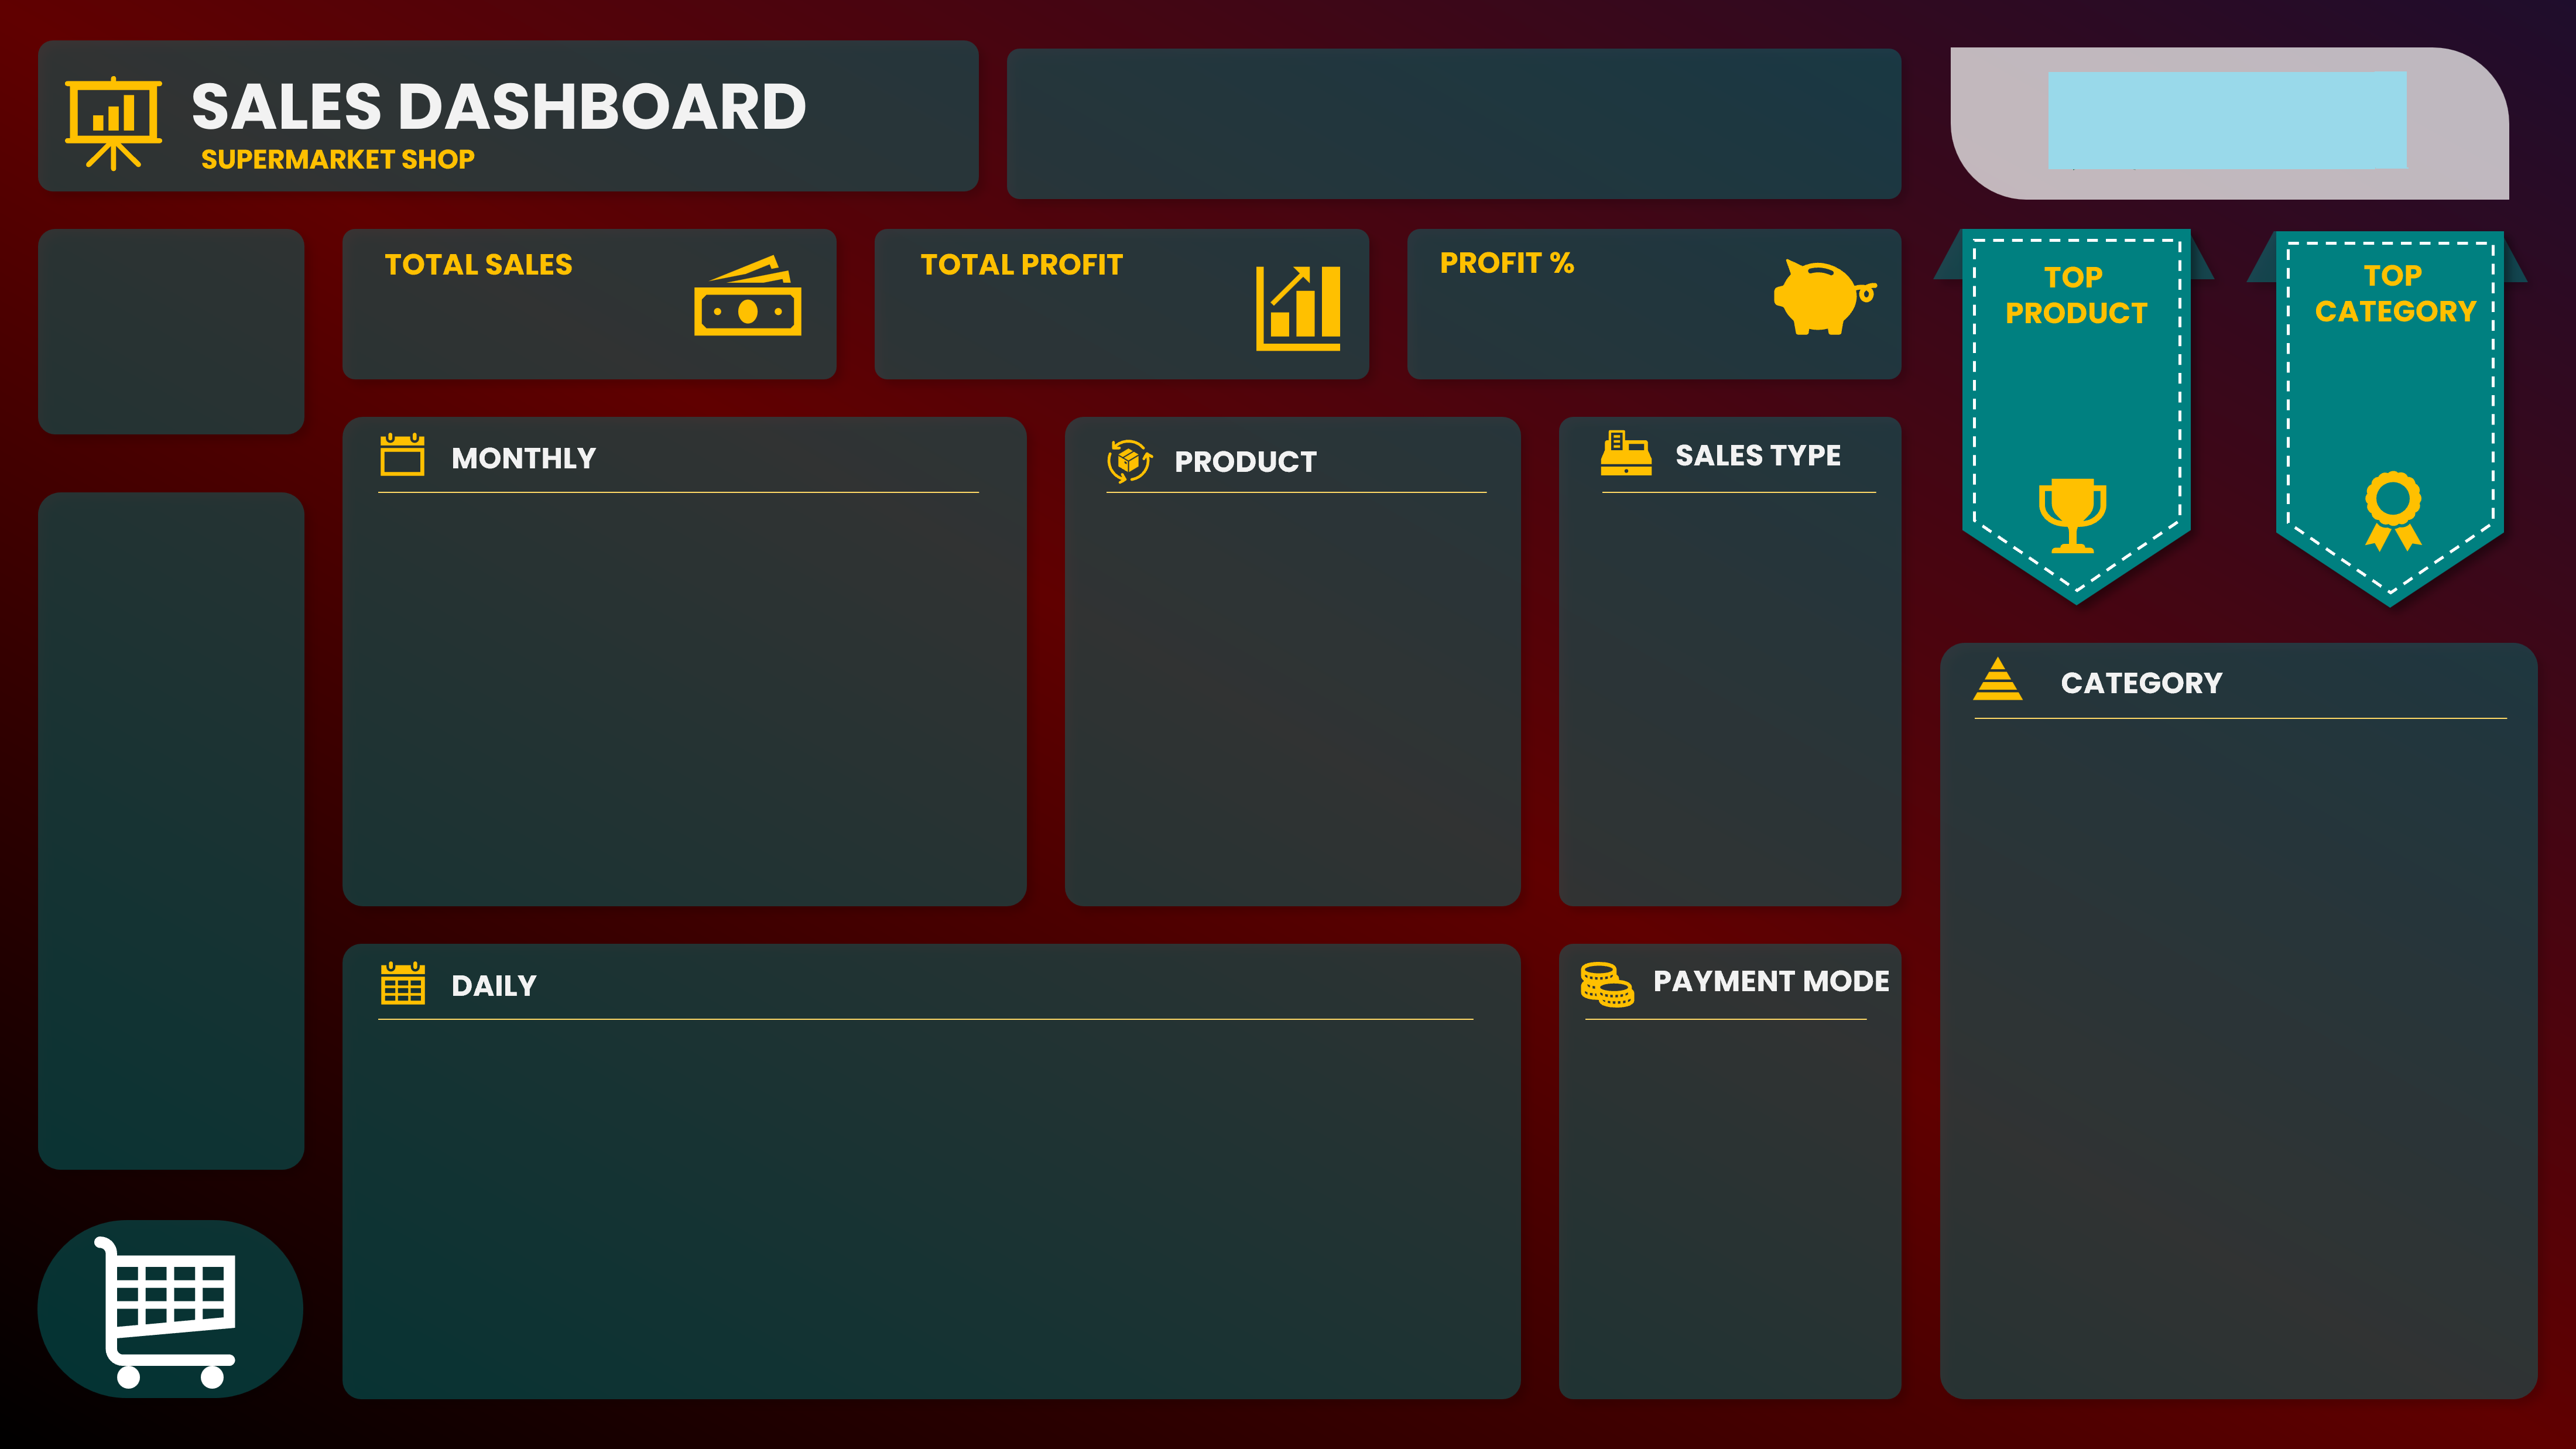 SALES DASHBOARD
SUPERMARKET SHOP
TOTAL SALES
TOTAL PROFIT
PROFIT %
TOP
PRODUCT
TOP
CATEGORY
MONTHLY
PRODUCT
SALES TYPE
CATEGORY
DAILY
PAYMENT MODE